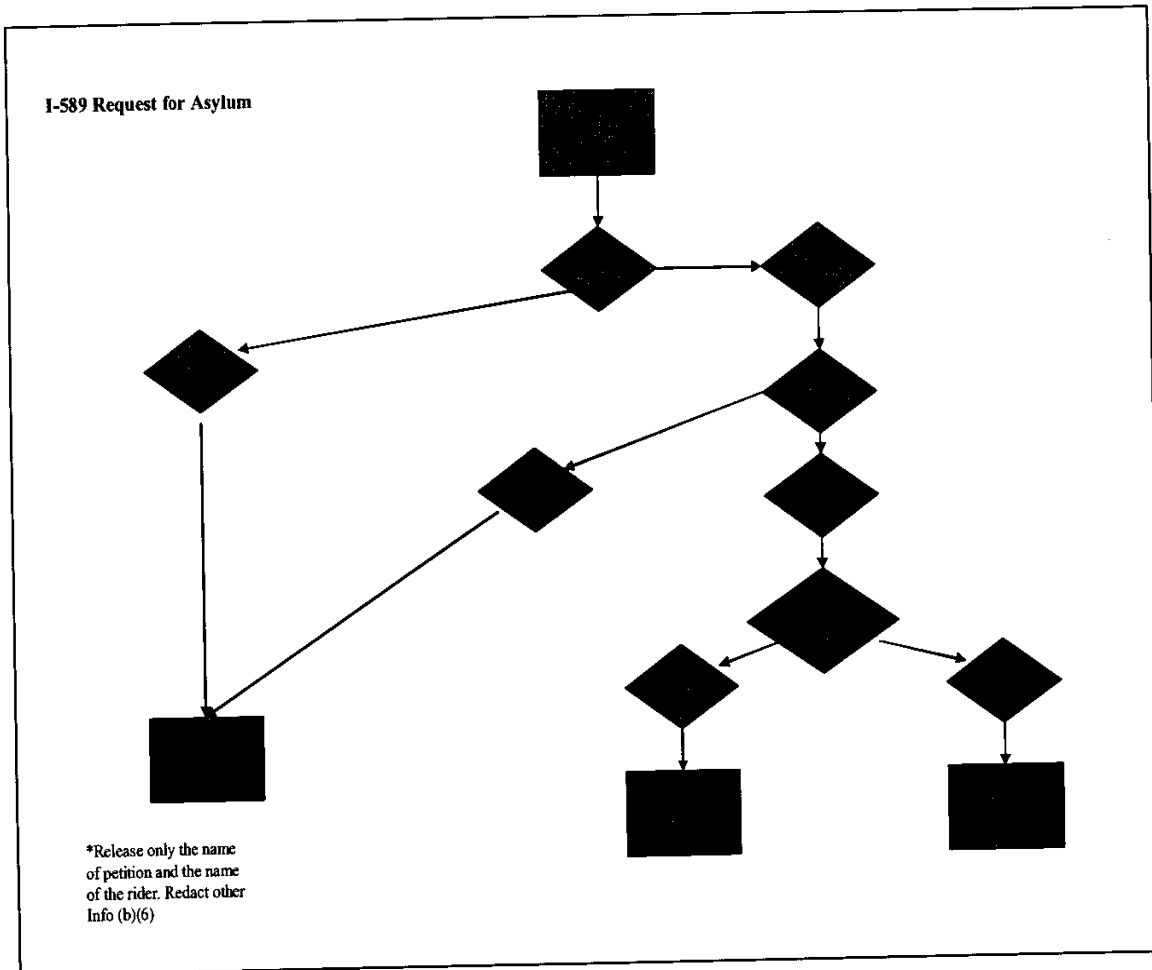 I-589 Request for Asylum
*Release only the name
of petition and the name
of the rider. Redact other
Info (b)(6)